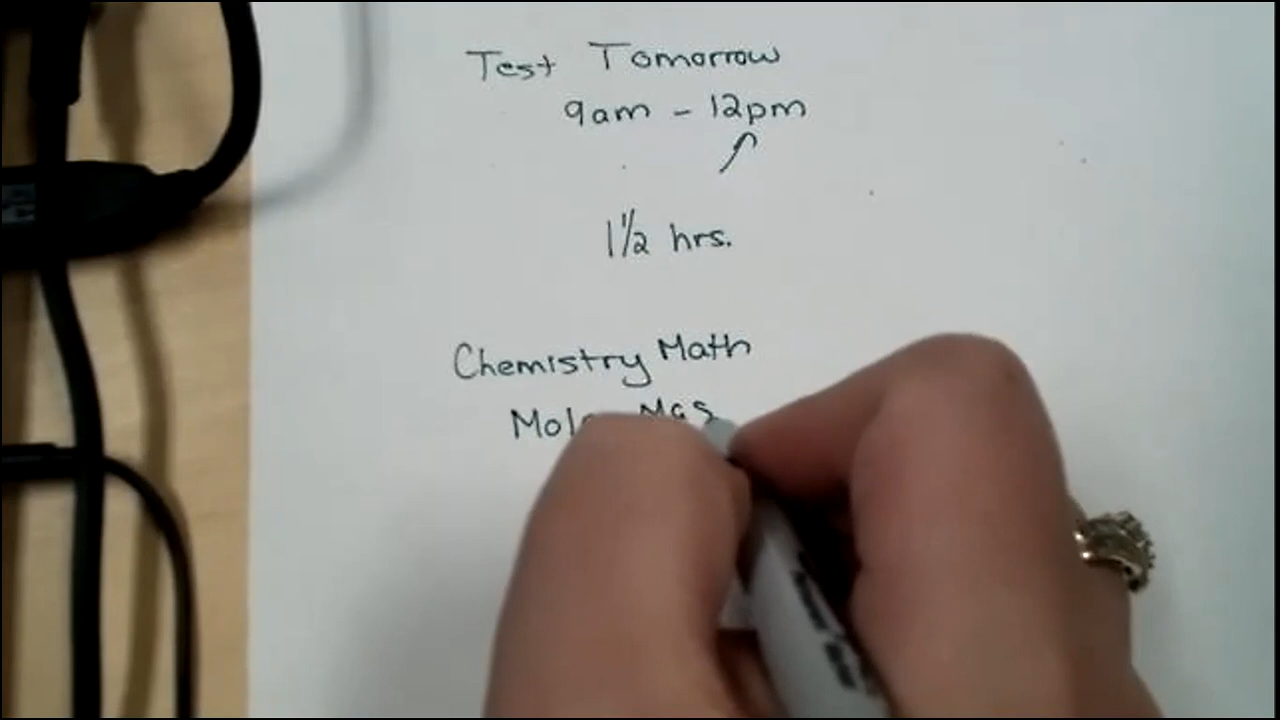 Test Tomorrow
9am - 12pm
1½ hrs.
Chemistry Math